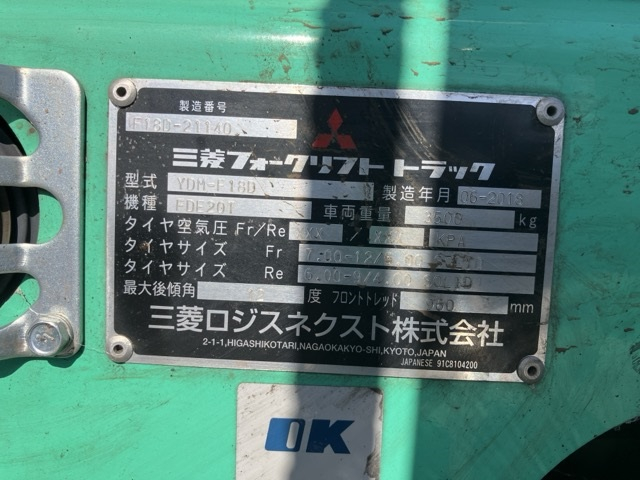 製造番号
F18D-21140
三菱フォークリフト トラック
型式 YDM-F18D 製造年月 06-2018
機種 FDE20T 車両重量 kg
タイヤ空気圧 Fr/Re / KPA
タイヤサイズ Fr 7.00-12/
タイヤサイズ Re
最大後傾角 度 フロントトレッド mm
三菱ロジスネクスト株式会社
2-1-1,HIGASHIKOTARI,NAGAOKAKYO-SHI,KYOTO,JAPAN
JAPANESE 91C8104200
OK